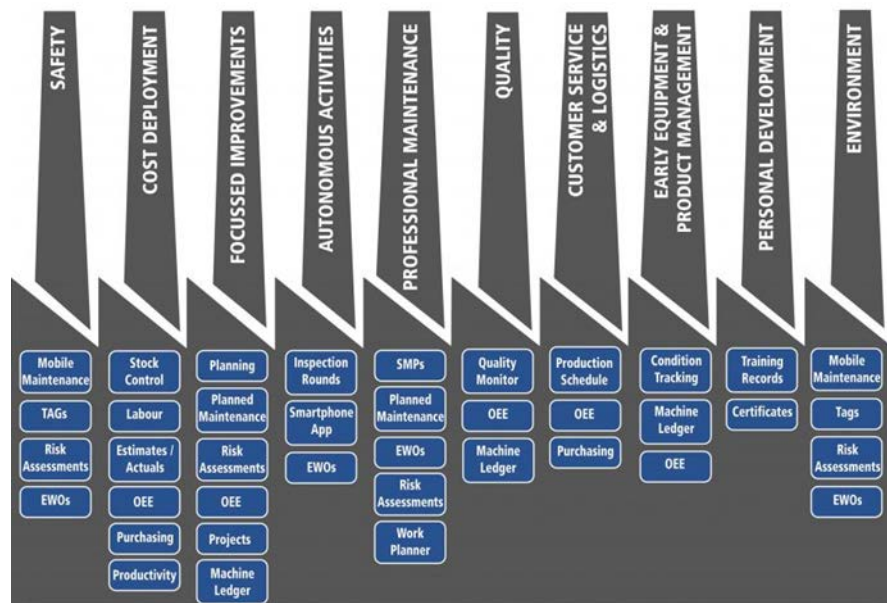 SAFETY
COST DEPLOYMENT
FOCUSSED IMPROVEMENTS
AUTONOMOUS ACTIVITIES
PROFESSIONAL MAINTENANCE
QUALITY
CUSTOMER SERVICE
& LOGISTICS
EARLY EQUIPMENT &
PRODUCT MANAGEMENT
PERSONAL DEVELOPMENT
ENVIRONMENT
Mobile
Maintenance
TAGs
Risk
Assessments
EWOs
Stock
Control
Labour
Estimates /
Actuals
OEE
Purchasing
Productivity
Planning
Planned
Maintenance
Risk
Assessments
OEE
Projects
Machine
Ledger
Inspection
Rounds
Smartphone
App
EWOs
SMPs
Planned
Maintenance
EWOs
Risk
Assessments
Work
Planner
Quality
Monitor
OEE
Machine
Ledger
Production
Schedule
OEE
Purchasing
Condition
Tracking
Machine
Ledger
OEE
Training
Records
Certificates
Mobile
Maintenance
Tags
Risk
Assessments
EWOs